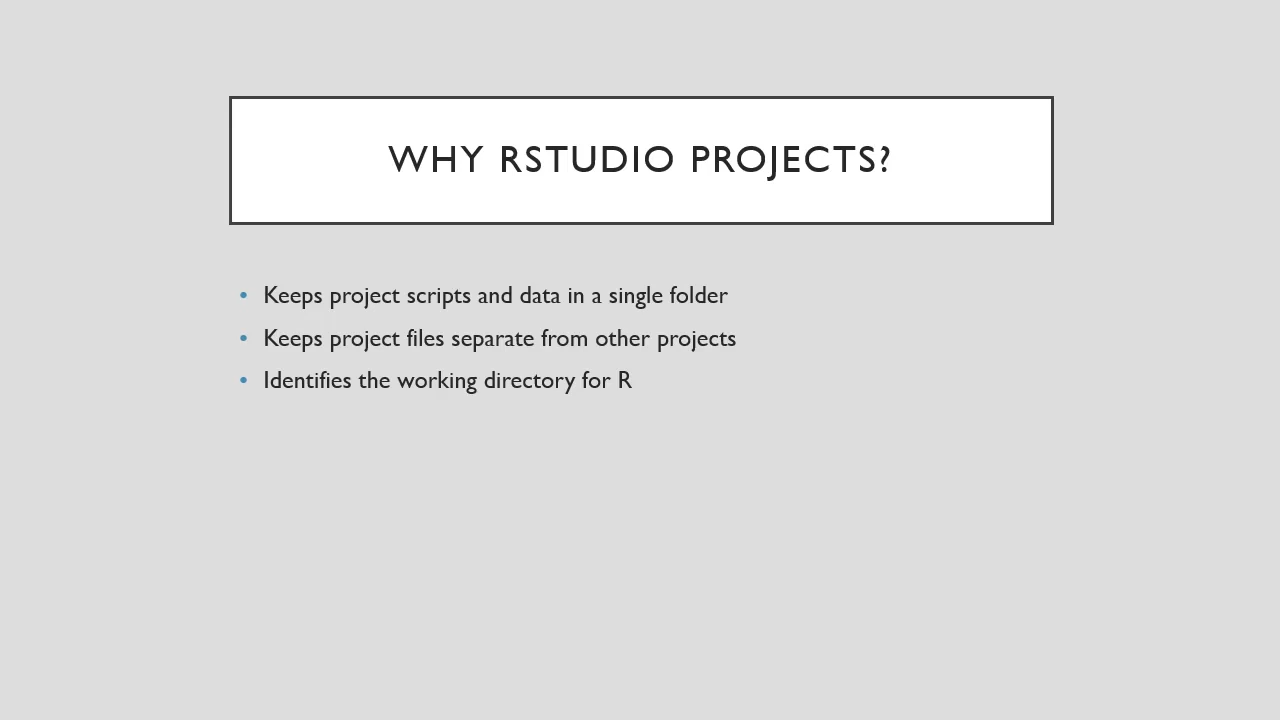 WHY RSTUDIO PROJECTS?
• Keeps project scripts and data in a single folder
• Keeps project files separate from other projects
• Identifies the working directory for R